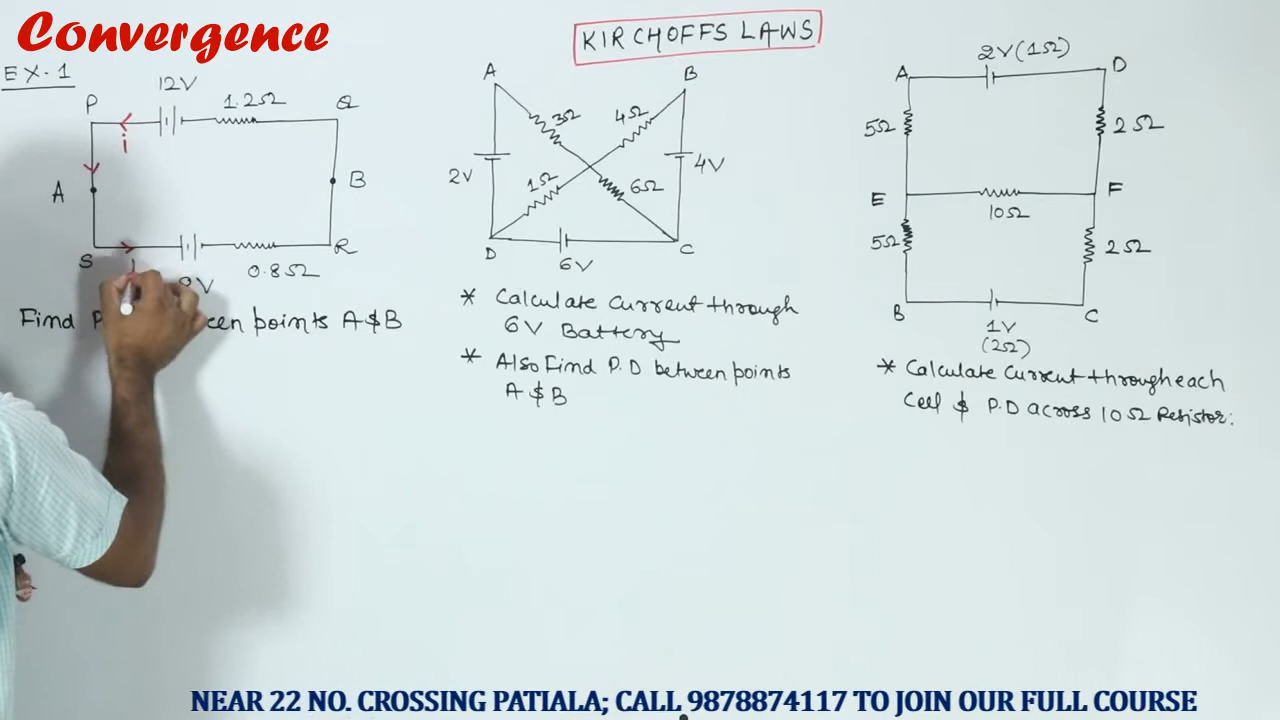 Convergence
KIRCHOFFS LAWS
EX-1
12V
1.2Ω
P
Q
i
A
B
S
R
0.8Ω
V
Find
points A $ B
A
B
3Ω
4Ω
2V
4V
1Ω
6Ω
D
C
6V
* Calculate Current through
6V Battery
* Also Find P.D between points
A $ B
2V(1Ω)
A
D
5Ω
2Ω
E
F
10Ω
5Ω
2Ω
B
C
1V
(2Ω)
* Calculate Current through each
Cell $ P.D across 10Ω Resistor:
NEAR 22 NO. CROSSING PATIALA; CALL 9878874117 TO JOIN OUR FULL COURSE